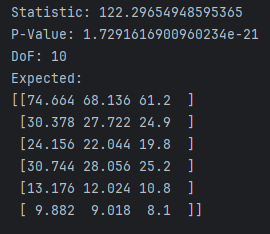 Statistic: 122.29654948595365
P-Value: 1.7291616900960234e-21
DoF: 10
Expected:
[[74.664 68.136 61.2  ]
 [30.378 27.722 24.9  ]
 [24.156 22.044 19.8  ]
 [30.744 28.056 25.2  ]
 [13.176 12.024 10.8  ]
 [ 9.882  9.018  8.1  ]]